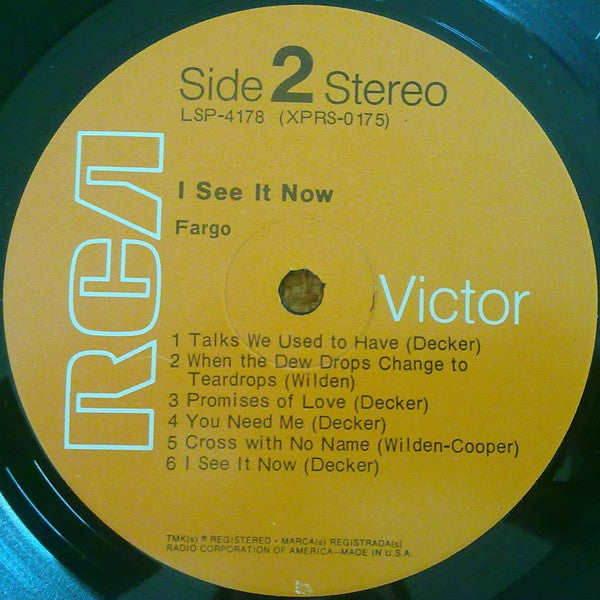 Side 2 Stereo
LSP-4178 (XPRS-0175)
RCA
I See It Now
Fargo
Victor
1 Talks We Used to Have (Decker)
2 When the Dew Drops Change to
Teardrops (Wilden)
3 Promises of Love (Decker)
4 You Need Me (Decker)
5 Cross with No Name (Wilden-Cooper)
6 I See It Now (Decker)
TMK(s) ® REGISTERED • MARCA(s) REGISTRADA(s)
RADIO CORPORATION OF AMERICA–MADE IN U.S.A.